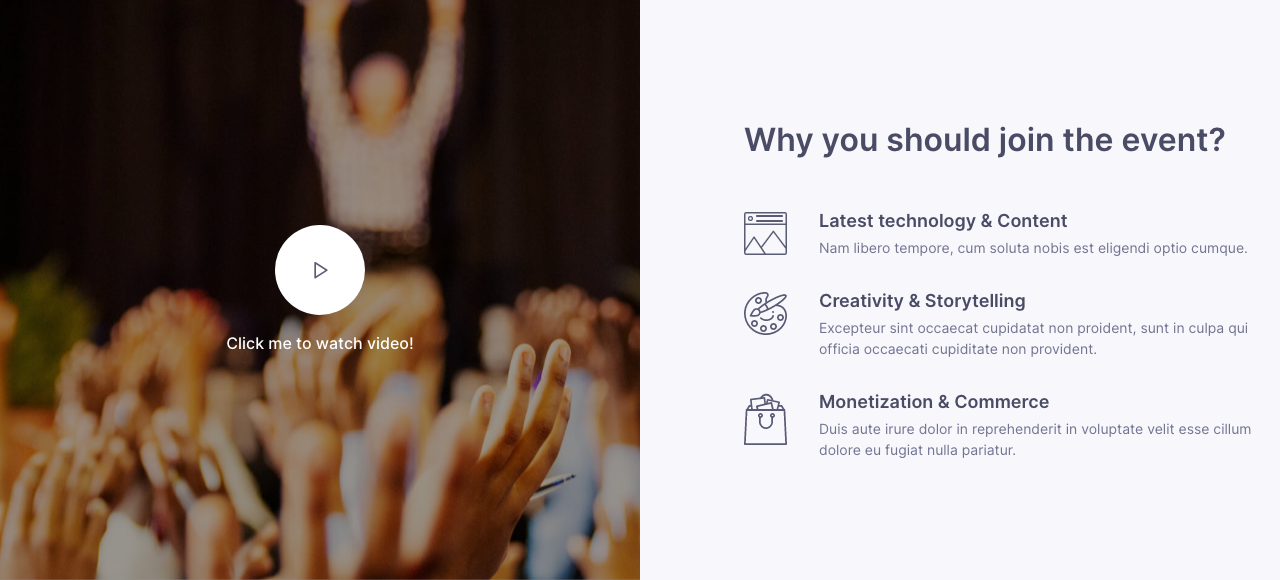 Click me to watch video!
Why you should join the event?
Latest technology & Content
Nam libero tempore, cum soluta nobis est eligendi optio cumque.
Creativity & Storytelling
Excepteur sint occaecat cupidatat non proident, sunt in culpa qui
officia occaecati cupiditate non provident.
Monetization & Commerce
Duis aute irure dolor in reprehenderit in voluptate velit esse cillum
dolore eu fugiat nulla pariatur.